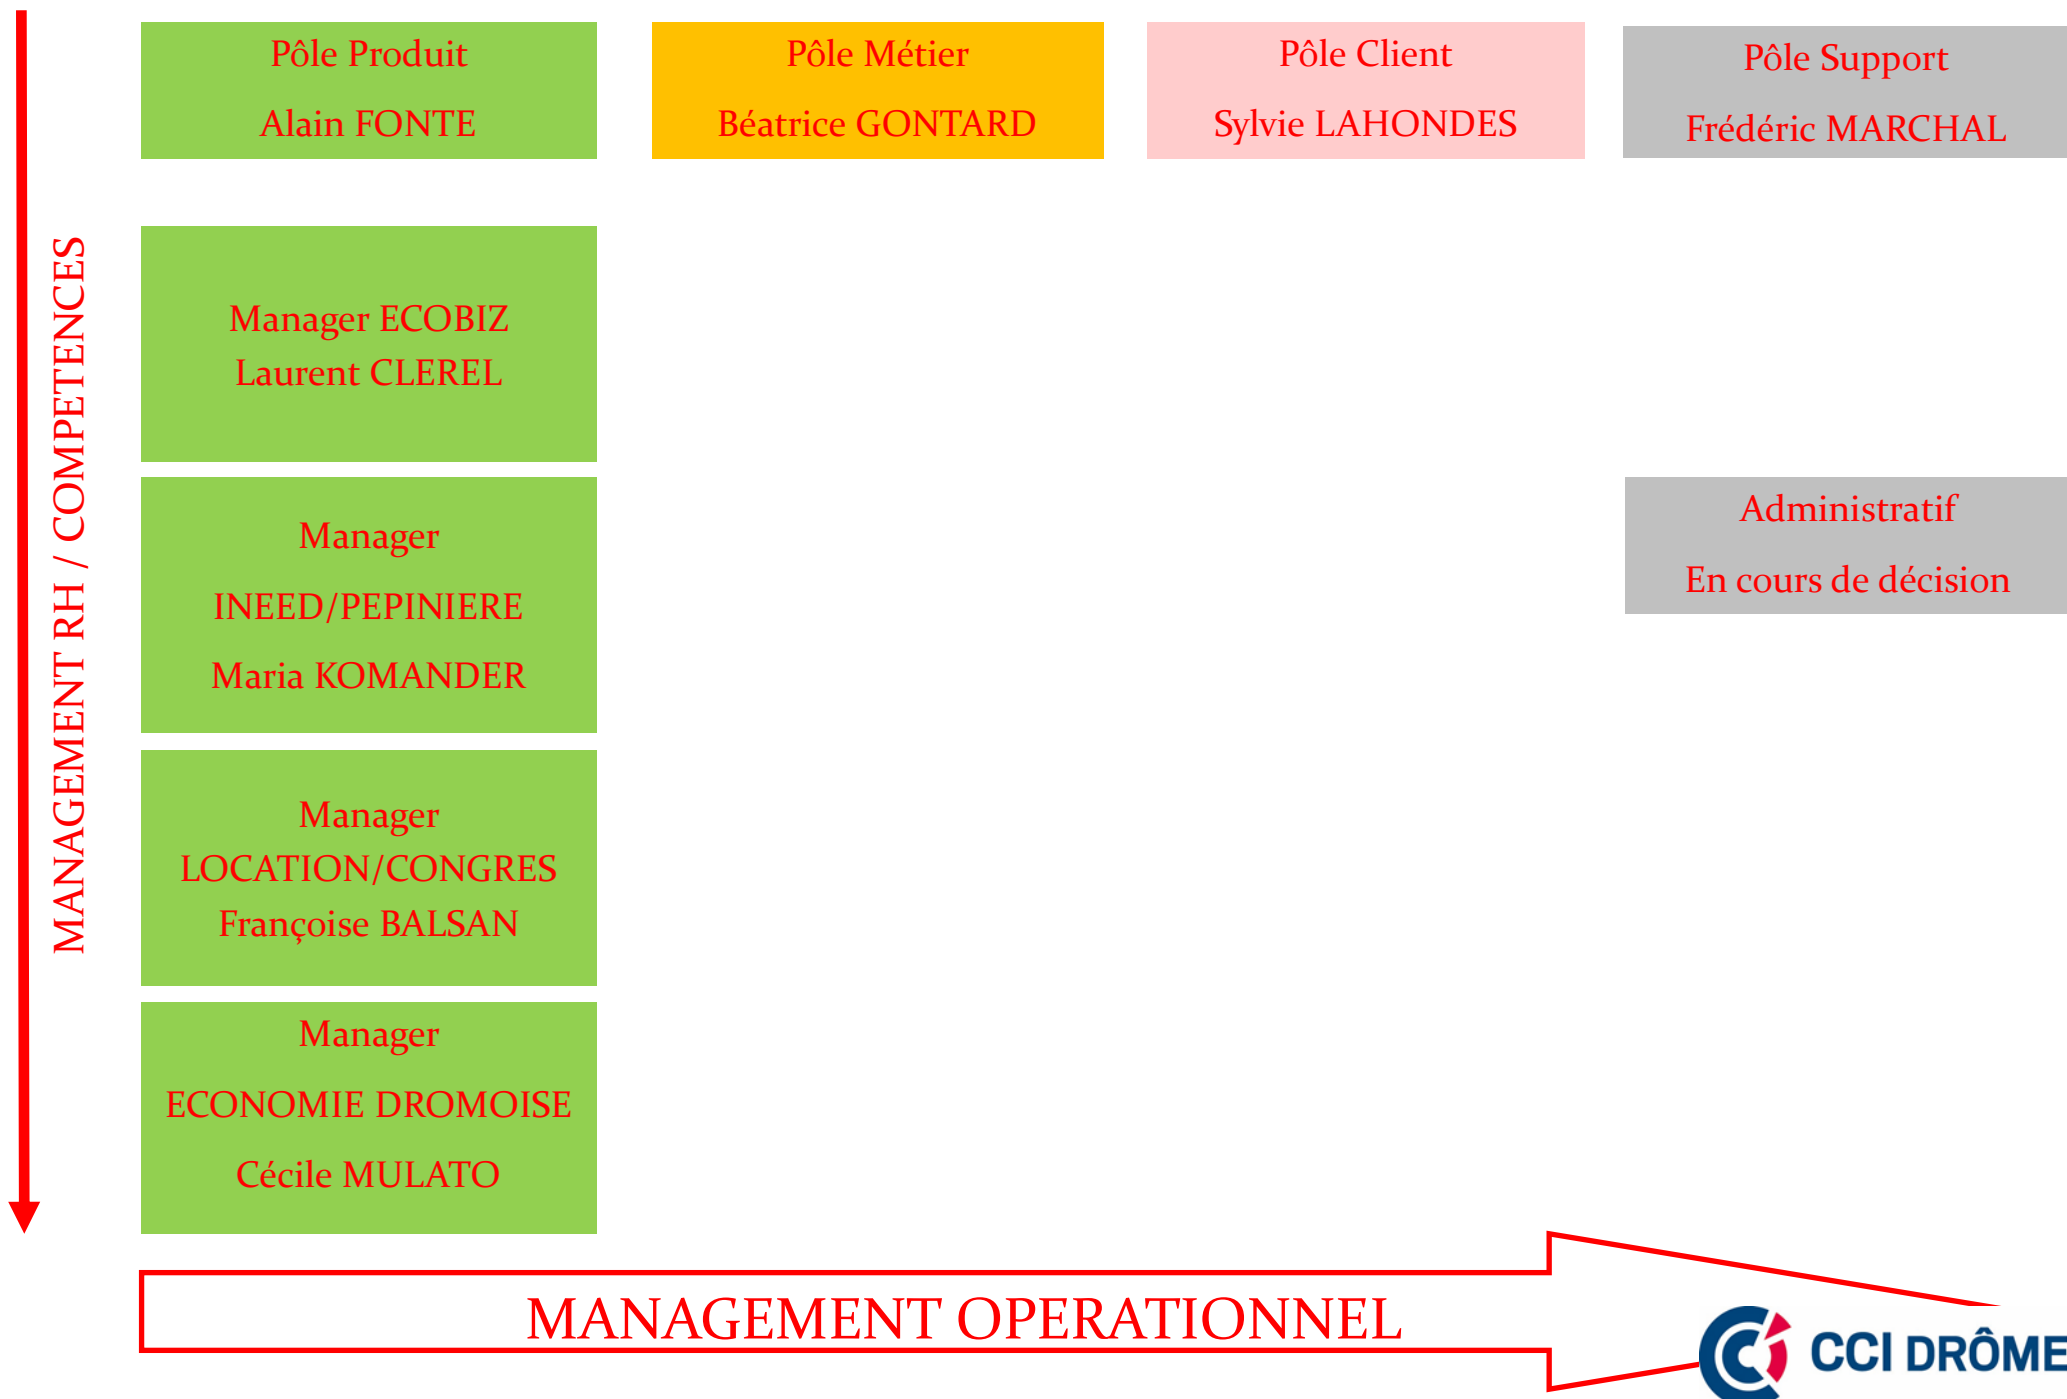 Pôle Produit
Alain FONTE
Pôle Métier
Béatrice GONTARD
Pôle Client
Sylvie LAHONDES
Pôle Support
Frédéric MARCHAL
MANAGEMENT RH / COMPETENCES
Manager ECOBIZ
Laurent CLEREL
Manager
INEED/PEPINIERE
Maria KOMANDER
Administratif
En cours de décision
Manager
LOCATION/CONGRES
Françoise BALSAN
Manager
ECONOMIE DROMOISE
Cécile MULATO
MANAGEMENT OPERATIONNEL
CCI DRÔME